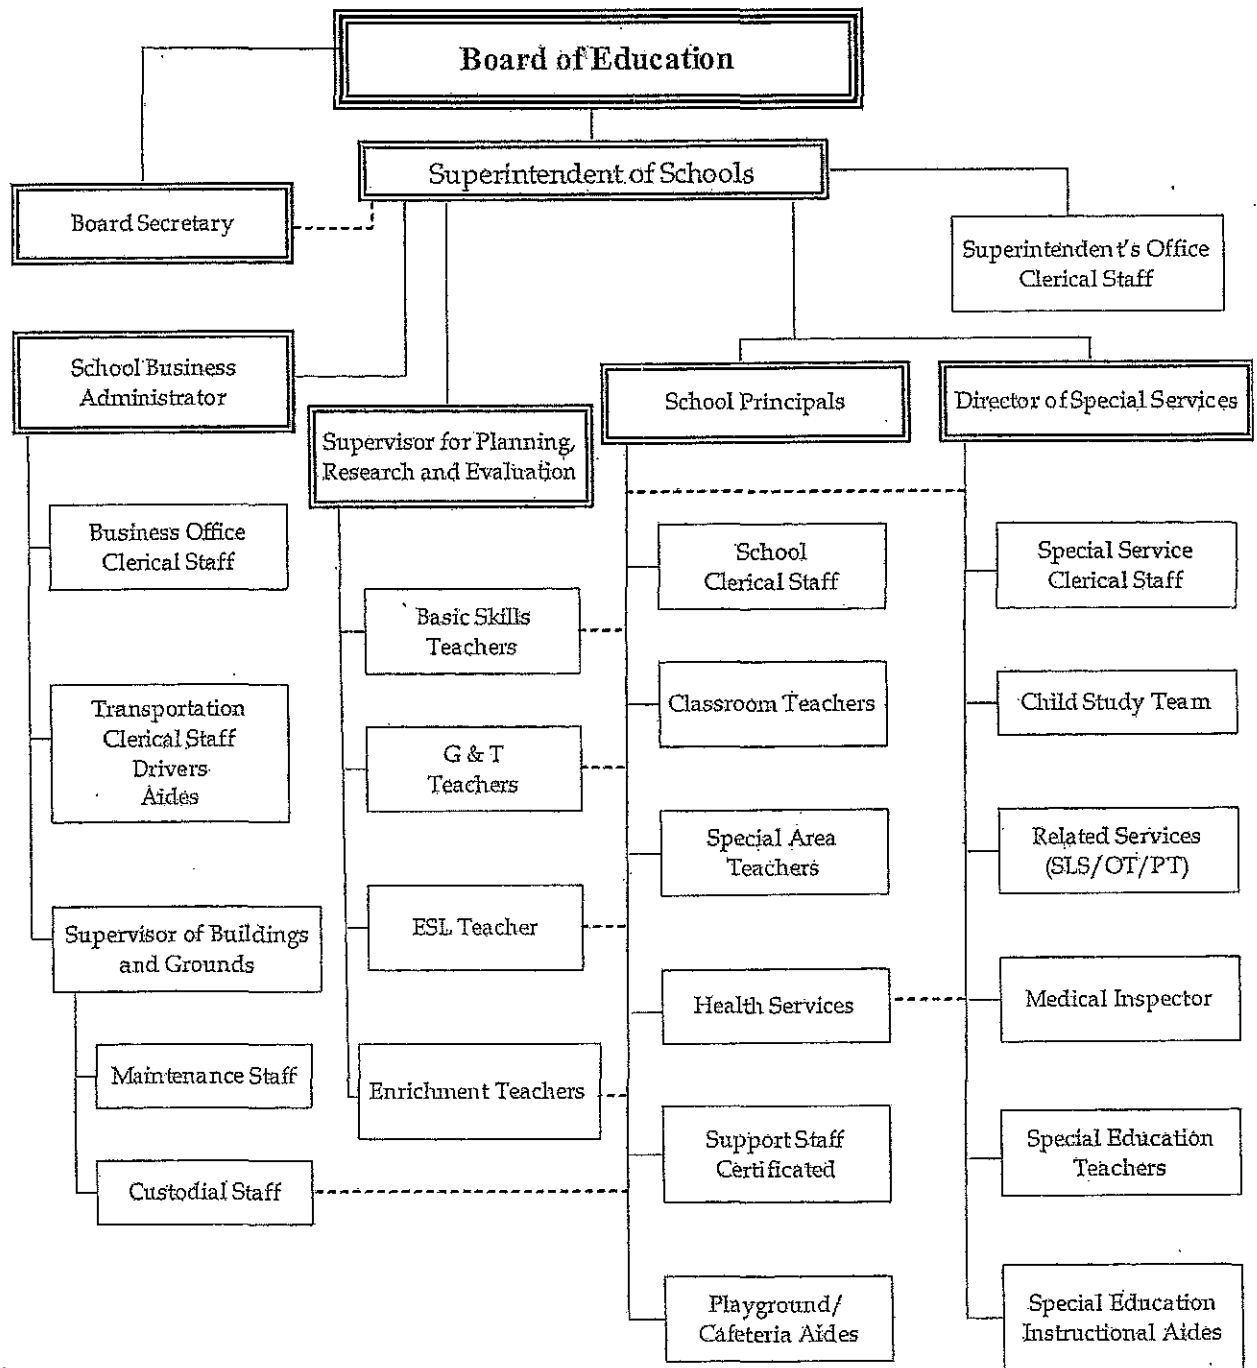 Board of Education
Superintendent of Schools
Board Secretary
Superintendent's Office
Clerical Staff
School Business
Administrator
School Principals
Director of Special Services
Supervisor for Planning,
Research and Evaluation
Business Office
Clerical Staff
Transportation
Clerical Staff
Drivers
Aides
Supervisor of Buildings
and Grounds
Maintenance Staff
Custodial Staff
Basic Skills
Teachers
G & T
Teachers
ESL Teacher
Enrichment Teachers
School
Clerical Staff
Classroom Teachers
Special Area
Teachers
Health Services
Support Staff
Certificated
Playground/
Cafeteria Aides
Special Service
Clerical Staff
Child Study Team
Related Services
(SLS/OT/PT)
Medical Inspector
Special Education
Teachers
Special Education
Instructional Aides